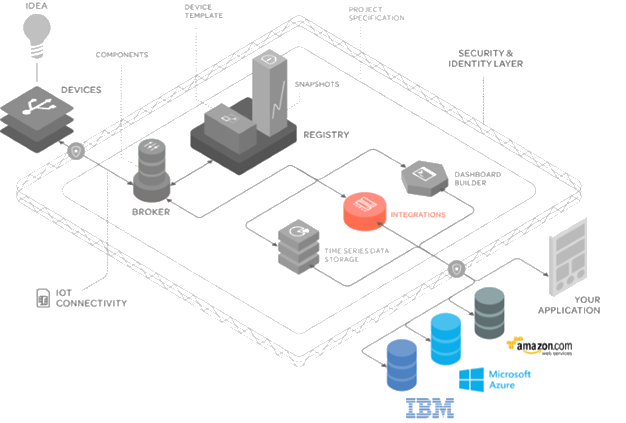 IDEA
DEVICE
TEMPLATE
PROJECT
SPECIFICATION
COMPONENTS
SECURITY &
IDENTITY LAYER
DEVICES
SNAPSHOTS
REGISTRY
DASHBOARD
BUILDER
BROKER
INTEGRATIONS
TIME SERIES DATA
STORAGE
IOT
CONNECTIVITY
YOUR
APPLICATION
amazon.com
web services
Microsoft
Azure
IBM